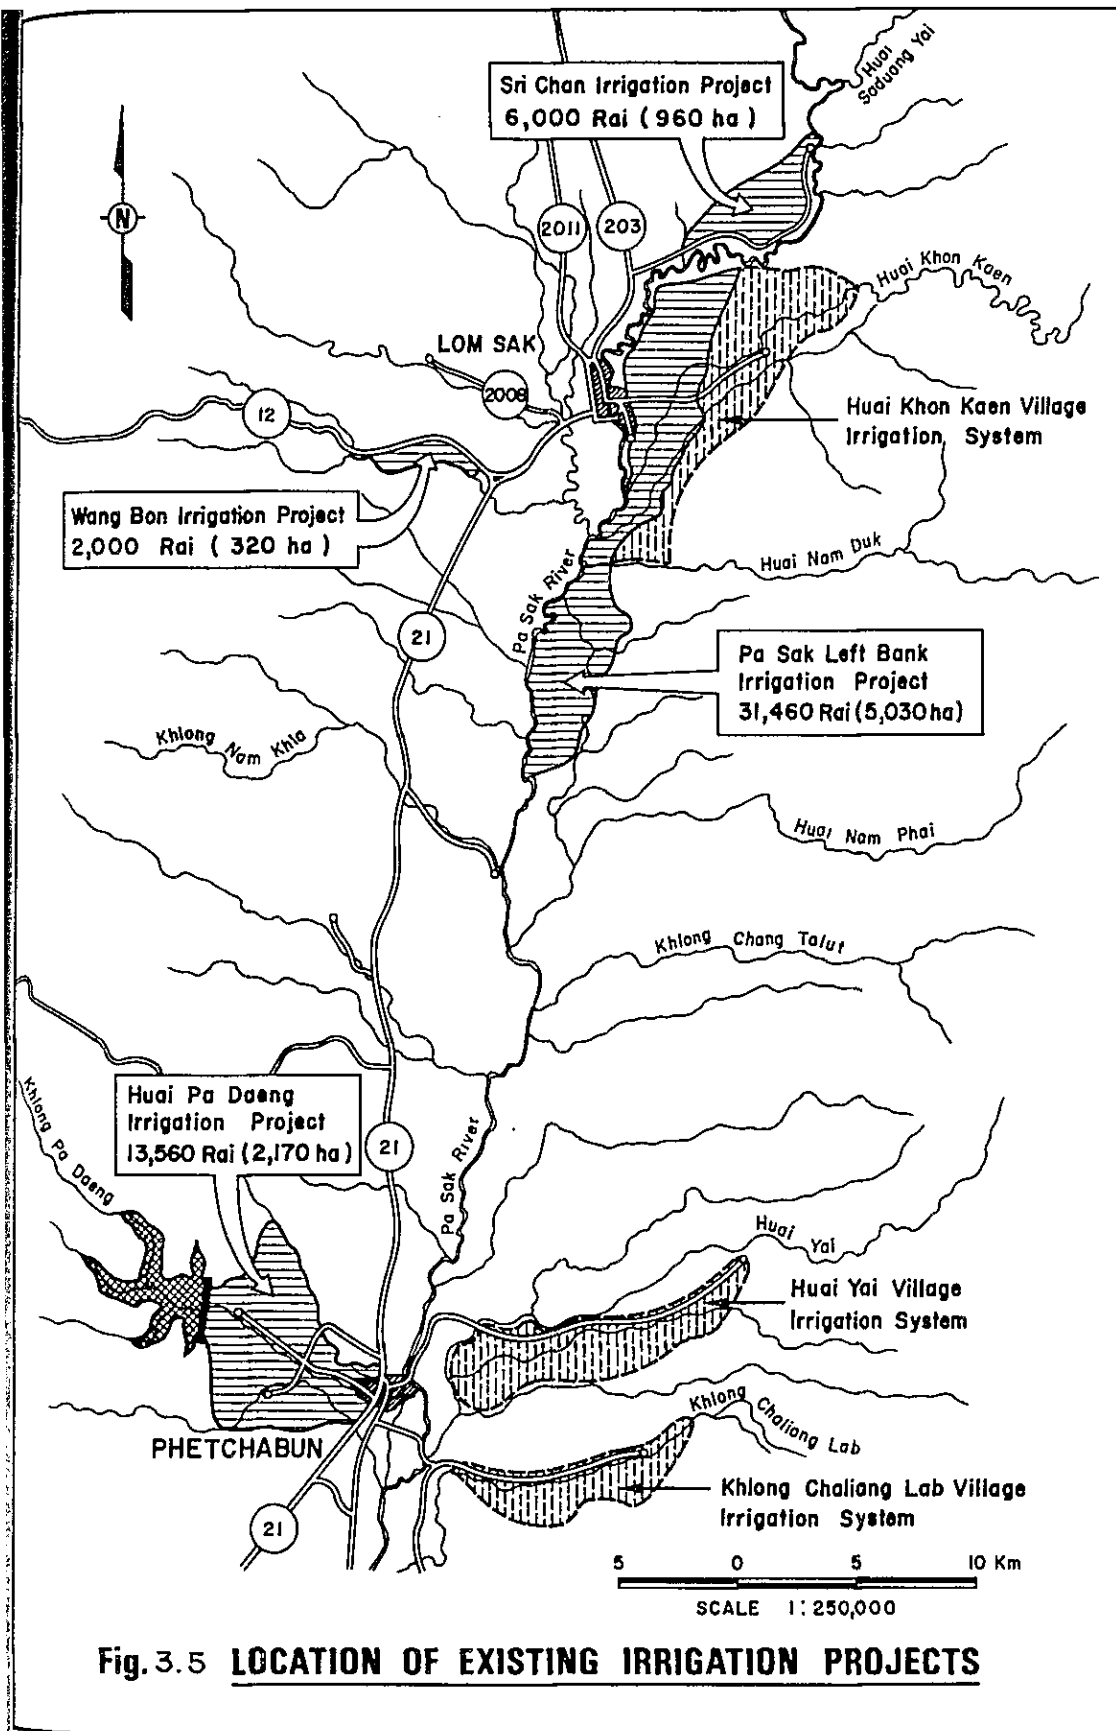 Huai
Saduang Yai
Sri Chan Irrigation Project
6,000 Rai ( 960 ha )
N
2011
203
Huai Khon Kaen
LOM SAK
2008
12
Huai Khon Kaen Village
Irrigation System
Wang Bon Irrigation Project
2,000 Rai ( 320 ha )
Pa Sak River
Huai Nam Duk
21
Pa Sak Left Bank
Irrigation Project
31,460 Rai (5,030 ha)
Khlong Nam Khla
Huai Nam Phai
Khlong Chang Talut
Khlong Pa Daeng
Huai Pa Daeng
Irrigation Project
13,560 Rai (2,170 ha)
21
Pa Sak River
Huai Yai
Huai Yai Village
Irrigation System
PHETCHABUN
Khlong Chaliang Lab
Khlong Chaliang Lab Village
Irrigation System
21
5 0 5 10 Km
SCALE 1:250,000
Fig. 3.5 LOCATION OF EXISTING IRRIGATION PROJECTS